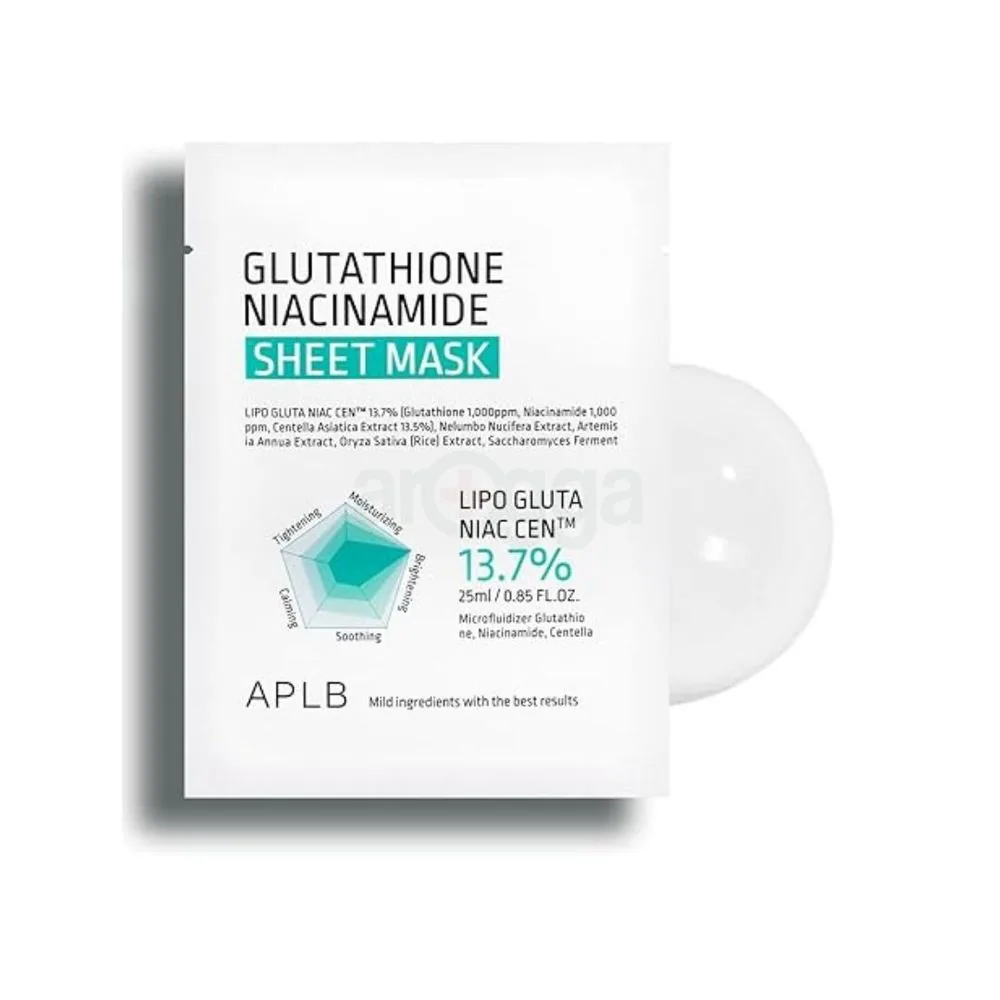 GLUTATHIONE
NIACINAMIDE
SHEET MASK
LIPO GLUTA NIAC CEN™ 13.7% (Glutathione 1,000ppm, Niacinamide 1,000
ppm, Centella Asiatica Extract 13.5%), Nelumbo Nucifera Extract, Artemis
ia Annua Extract, Oryza Sativa (Rice) Extract, Saccharomyces Ferment
arogga
Moisturizing
Tightening
Brightening
Calming
Soothing
LIPO GLUTA
NIAC CEN™
13.7%
25ml / 0.85 FL.OZ.
Microfluidizer Glutathio
ne, Niacinamide, Centella
APLB
Mild ingredients with the best results